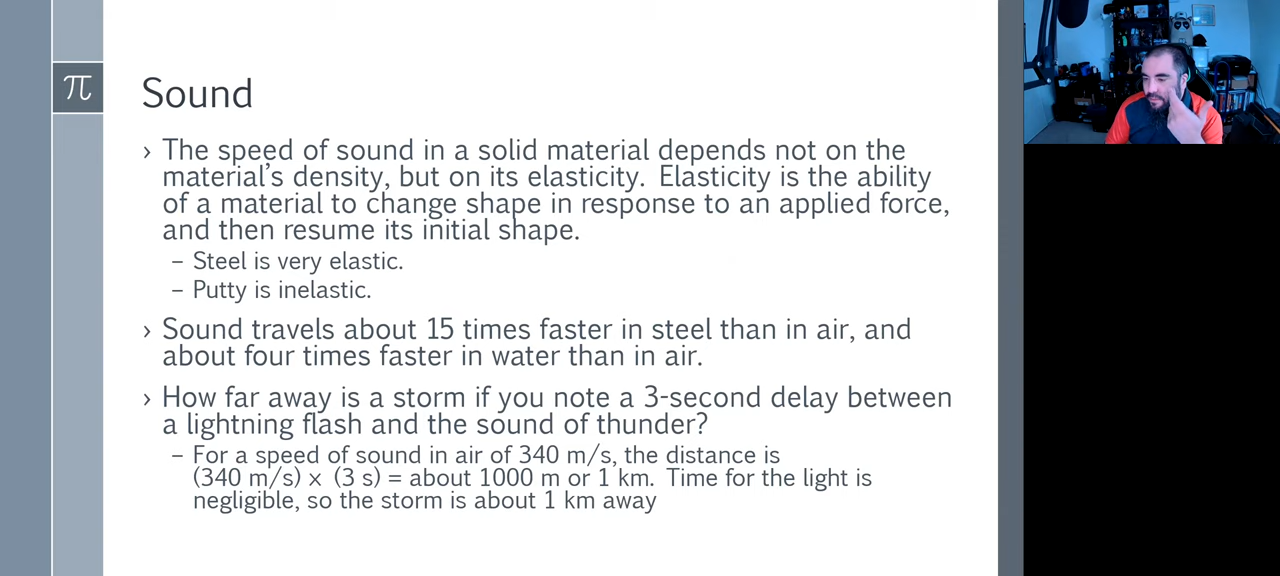 π
Sound
› The speed of sound in a solid material depends not on the
material's density, but on its elasticity. Elasticity is the ability
of a material to change shape in response to an applied force,
and then resume its initial shape.
– Steel is very elastic.
– Putty is inelastic.
› Sound travels about 15 times faster in steel than in air, and
about four times faster in water than in air.
› How far away is a storm if you note a 3-second delay between
a lightning flash and the sound of thunder?
– For a speed of sound in air of 340 m/s, the distance is
(340 m/s) × (3 s) = about 1000 m or 1 km. Time for the light is
negligible, so the storm is about 1 km away